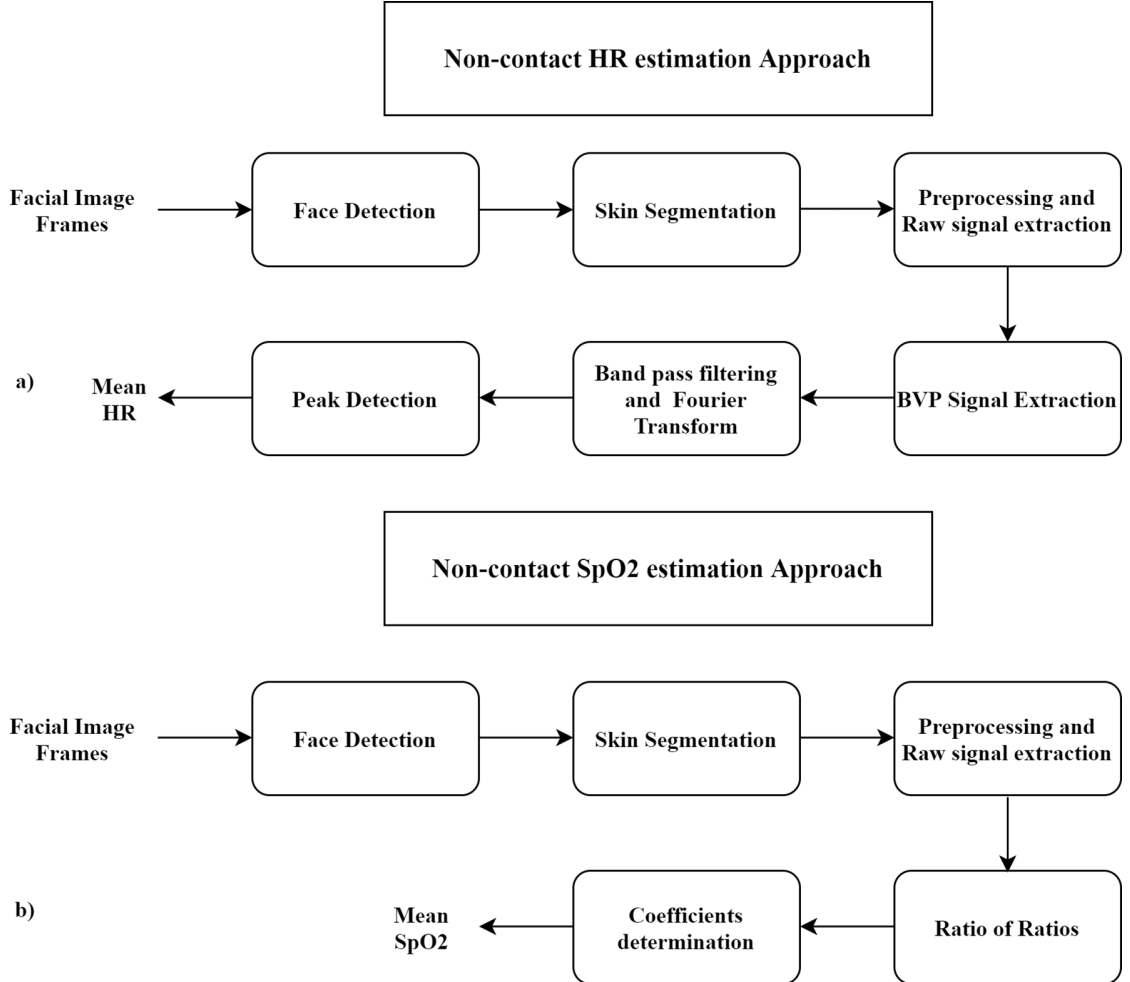 Non-contact HR estimation Approach
Facial Image
Frames
Face Detection
Skin Segmentation
Preprocessing and
Raw signal extraction
a)
Mean
HR
Peak Detection
Band pass filtering
and Fourier
Transform
BVP Signal Extraction
Non-contact SpO2 estimation Approach
Facial Image
Frames
Face Detection
Skin Segmentation
Preprocessing and
Raw signal extraction
b)
Mean
SpO2
Coefficients
determination
Ratio of Ratios